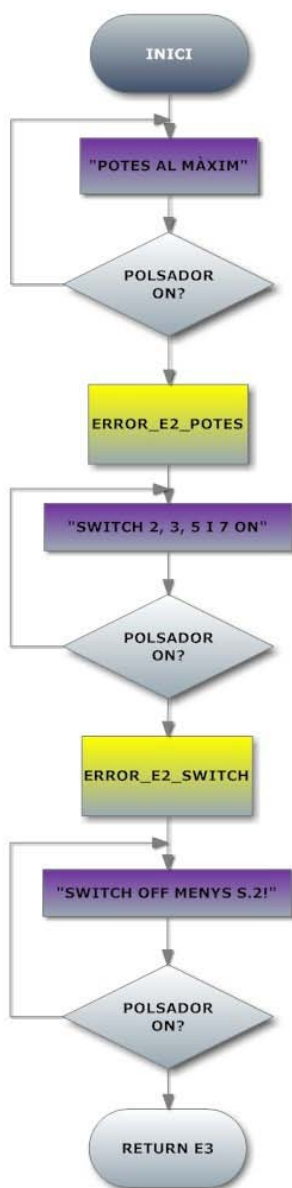 INICI
"POTES AL MÀXIM"
POLSADOR
ON?
ERROR_E2_POTES
"SWITCH 2, 3, 5 I 7 ON"
POLSADOR
ON?
ERROR_E2_SWITCH
"SWITCH OFF MENYS S.2!"
POLSADOR
ON?
RETURN E3